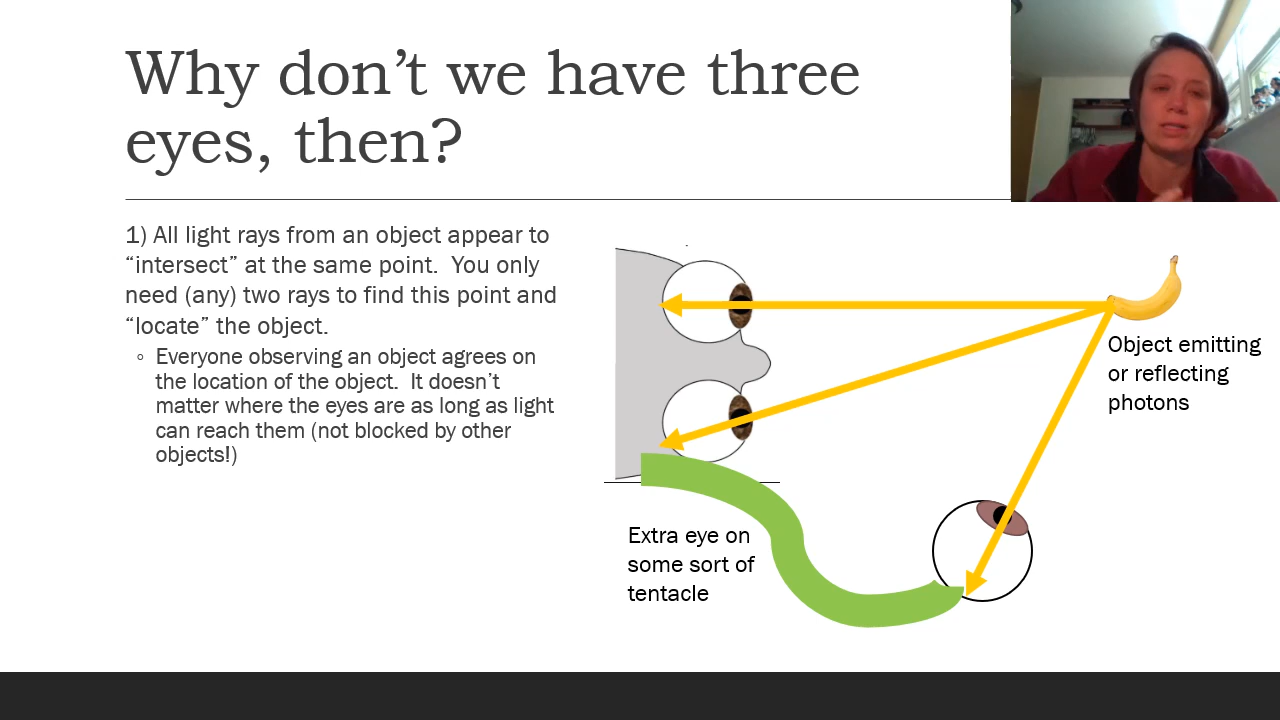 Why don’t we have three
eyes, then?
1) All light rays from an object appear to
“intersect” at the same point.  You only
need (any) two rays to find this point and
“locate” the object.
◦ Everyone observing an object agrees on
the location of the object.  It doesn’t
matter where the eyes are as long as light
can reach them (not blocked by other
objects!)
Object emitting
or reflecting
photons
Extra eye on
some sort of
tentacle